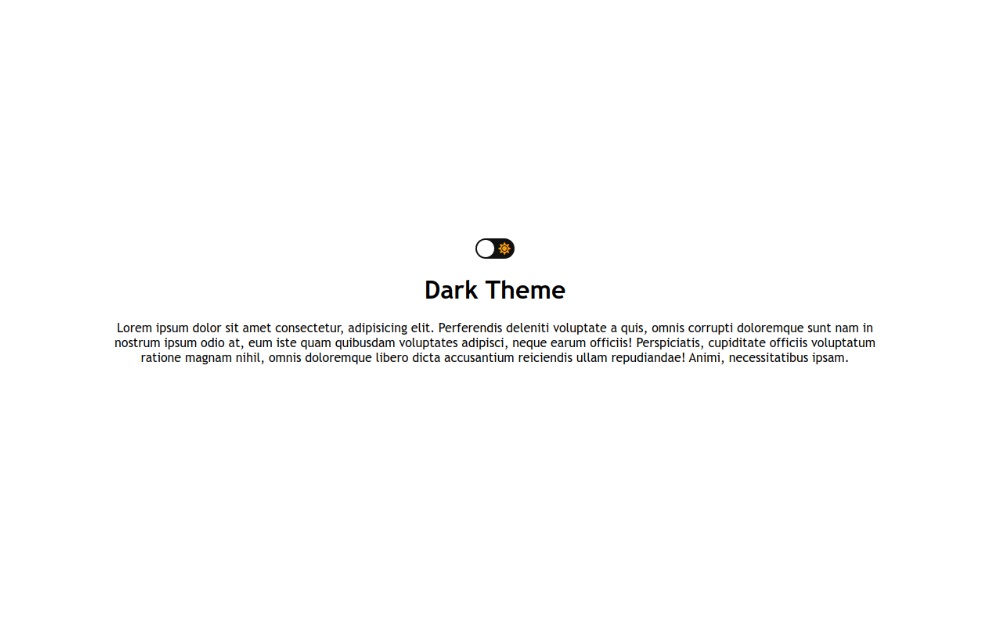 Dark Theme
Lorem ipsum dolor sit amet consectetur, adipisicing elit. Perferendis deleniti voluptate a quis, omnis corrupti doloremque sunt nam in
nostrum ipsum odio at, eum iste quam quibusdam voluptates adipisci, neque earum officiis! Perspiciatis, cupiditate officiis voluptatum
ratione magnam nihil, omnis doloremque libero dicta accusantium reiciendis ullam repudiandae! Animi, necessitatibus ipsam.